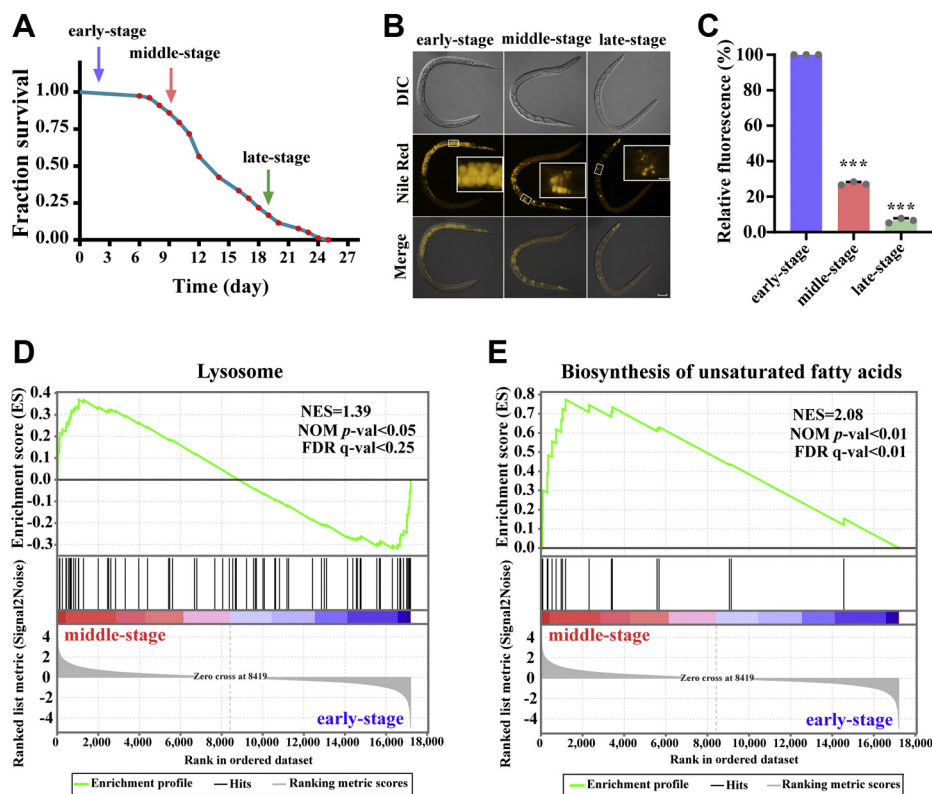 A
early-stage
middle-stage
late-stage
Fraction survival
1.00
0.75
0.50
0.25
0.00
0 3 6 9 12 15 18 21 24 27
Time (day)
B
early-stage middle-stage late-stage
DIC
Nile Red
Merge
C
Relative fluorescence (%)
100
80
60
40
20
0.0
***
***
early-stage
midle-stage
late-stage
D
Lysosome
Enrichment score (ES)
0.4
0.3
0.2
0.1
0.0
-0.1
-0.2
-0.3
NES=1.39
NOM p-val<0.05
FDR q-val<0.25
Ranked list metric (Signal2Noise)
4
2
0
-2
-4
middle-stage
Zero cross at 8419
early-stage
0 2,000 4,000 6,000 8,000 10,000 12,000 14,000 16,000 18,000
Rank in ordered dataset
Enrichment profile Hits Ranking metric scores
E
Biosynthesis of unsaturated fatty acids
Enrichment score (ES)
0.8
0.7
0.6
0.5
0.4
0.3
0.2
0.1
0.0
NES=2.08
NOM p-val<0.01
FDR q-val<0.01
Ranked list metric (Signal2Noise)
4
2
0
-2
-4
middle-stage
Zero cross at 8419
early-stage
0 2,000 4,000 6,000 8,000 10,000 12,000 14,000 16,000 18,000
Rank in ordered dataset
Enrichment profile Hits Ranking metric scores